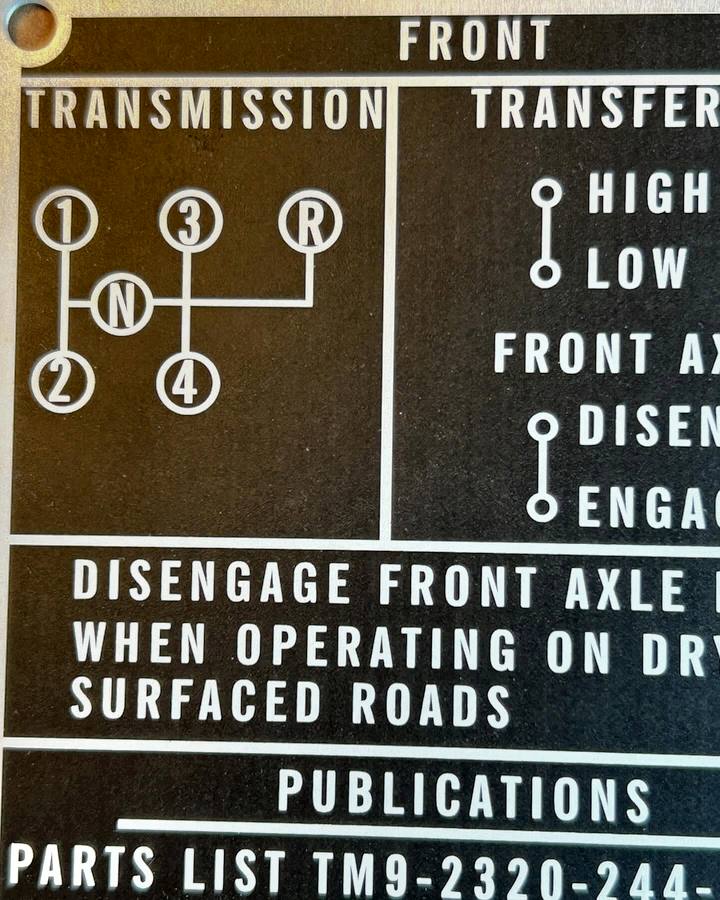 FRONT
TRANSMISSION
1 3 R
N
2 4
TRANSFER
HIGH
LOW
FRONT AX
DISEN
ENGA
DISENGAGE FRONT AXLE
WHEN OPERATING ON DRY
SURFACED ROADS
PUBLICATIONS
PARTS LIST TM9-2320-244-